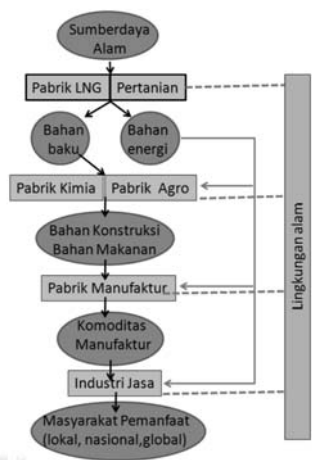 Sumberdaya
Alam
Pabrik LNG Pertanian
Bahan
baku
Bahan
energi
Pabrik Kimia Pabrik Agro
Bahan Konstruksi
Bahan Makanan
Pabrik Manufaktur
Komoditas
Manufaktur
Industri Jasa
Masyarakat Pemanfaat
(lokal, nasional,global)
Lingkungan alam